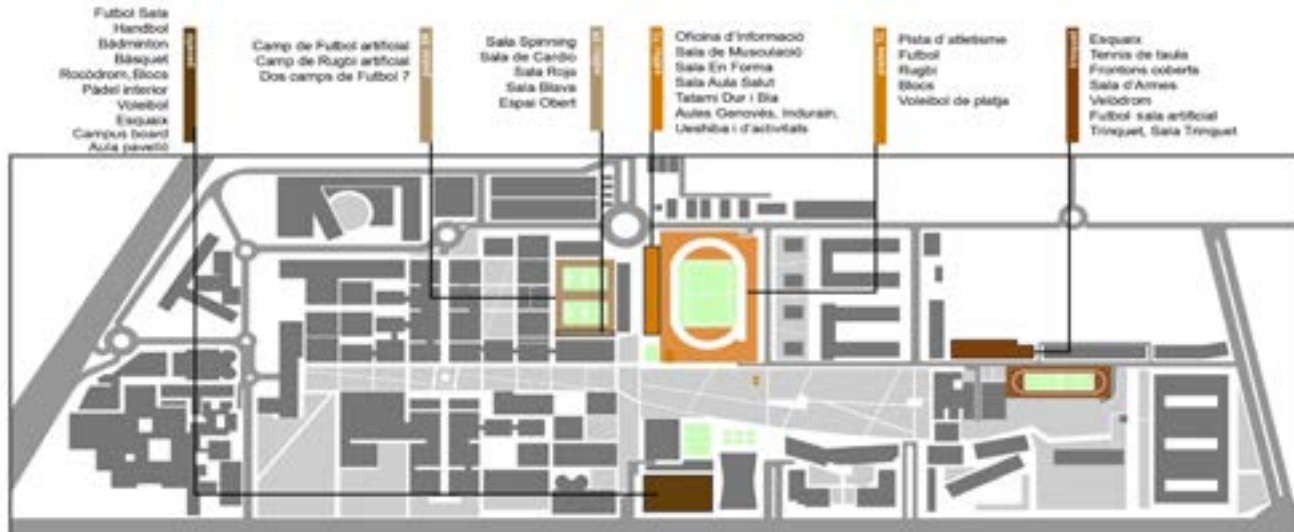 Futbol Sala
Handbol
Bàdminton
Bàsquet
Rocòdrom, Blocs
Pàdel interior
Voleibol
Esquaix
Campus board
Aula pavelló
Camp de Futbol artificial
Camp de Rugbi artificial
Dos camps de Futbol 7
Sala Spinning
Sala de Cardio
Sala Roja
Sala Blava
Espai Obert
Oficina d'Informació
Sala de Musculació
Sala En Forma
Sala Aula Salut
Tatami Dur i Bla
Aules Genovés, Indurain,
Ueshiba i d'activitats
Pista d'atletisme
Futbol
Rugbi
Blocs
Voleibol de platja
Esquaix
Tennis de taula
Frontons coberts
Sala d'Armes
Velòdrom
Futbol sala artificial
Trinquet, Sala Trinquet